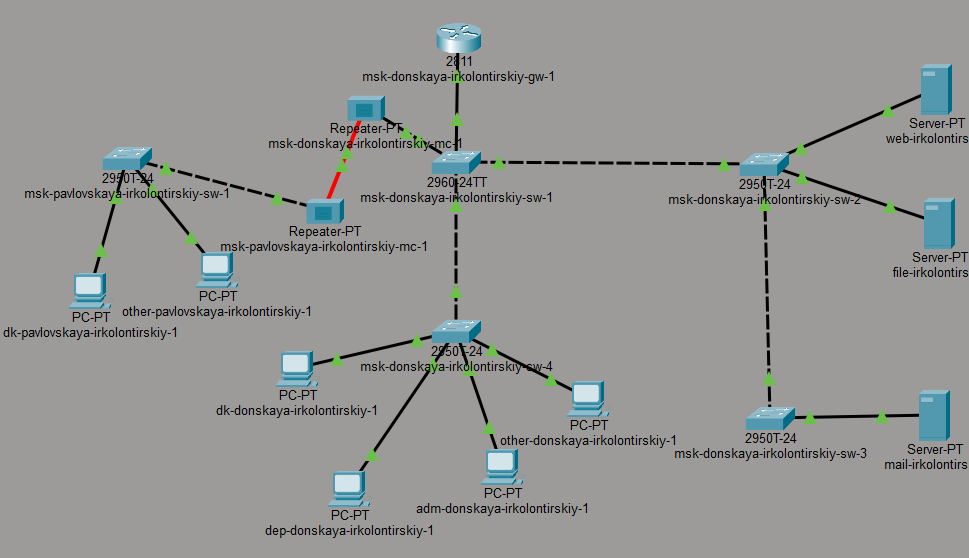 2811
msk-donskaya-irkolontirskiy-gw-1
Repeater-PT
msk-donskaya-irkolontirskiy-mc-1
2950T-24
msk-pavlovskaya-irkolontirskiy-sw-1
2960-24TT
msk-donskaya-irkolontirskiy-sw-1
2950T-24
msk-donskaya-irkolontirskiy-sw-2
Server-PT
web-irkolontirs
Repeater-PT
msk-pavlovskaya-irkolontirskiy-mc-1
Server-PT
file-irkolontirs
PC-PT
other-pavlovskaya-irkolontirskiy-1
PC-PT
dk-pavlovskaya-irkolontirskiy-1
2950T-24
msk-donskaya-irkolontirskiy-sw-4
PC-PT
dk-donskaya-irkolontirskiy-1
PC-PT
other-donskaya-irkolontirskiy-1
2950T-24
msk-donskaya-irkolontirskiy-sw-3
Server-PT
mail-irkolontirs
PC-PT
adm-donskaya-irkolontirskiy-1
PC-PT
dep-donskaya-irkolontirskiy-1